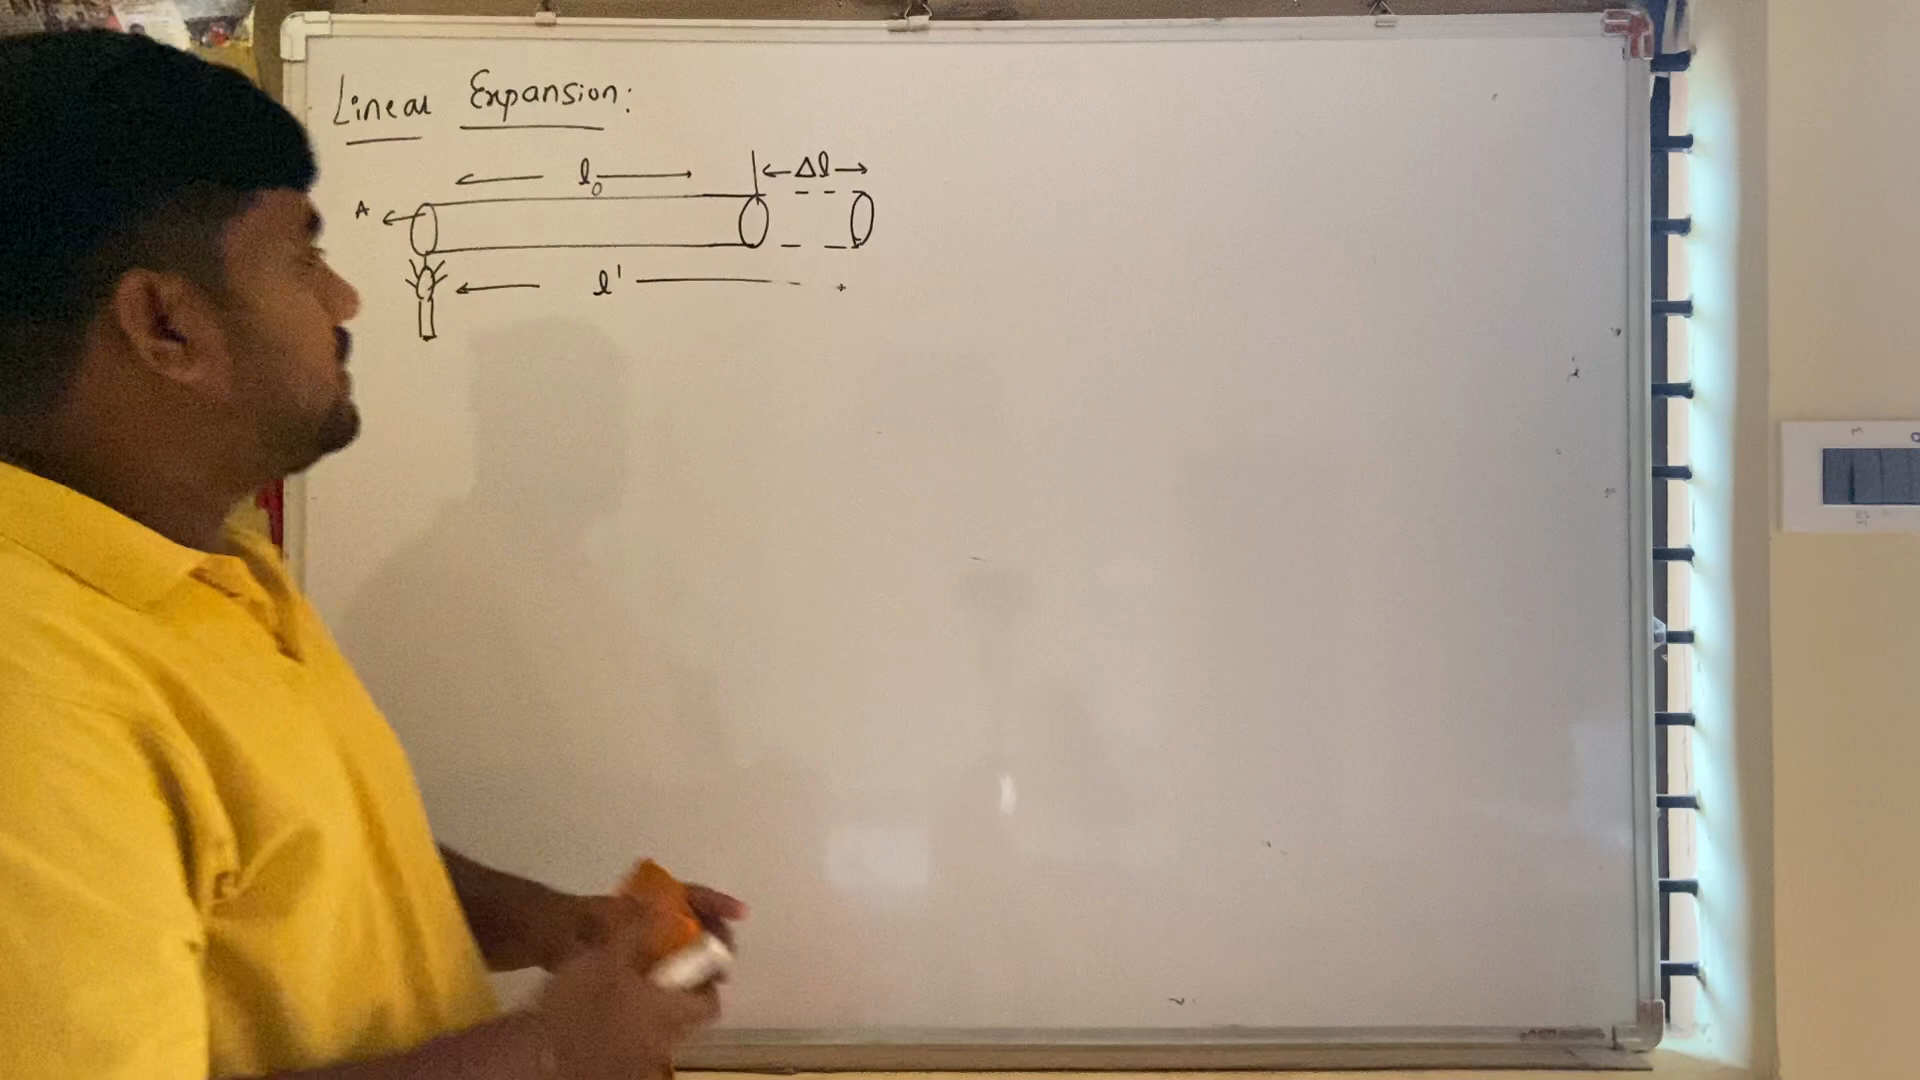 Linear Expansion:
l₀ Δl
A
l'